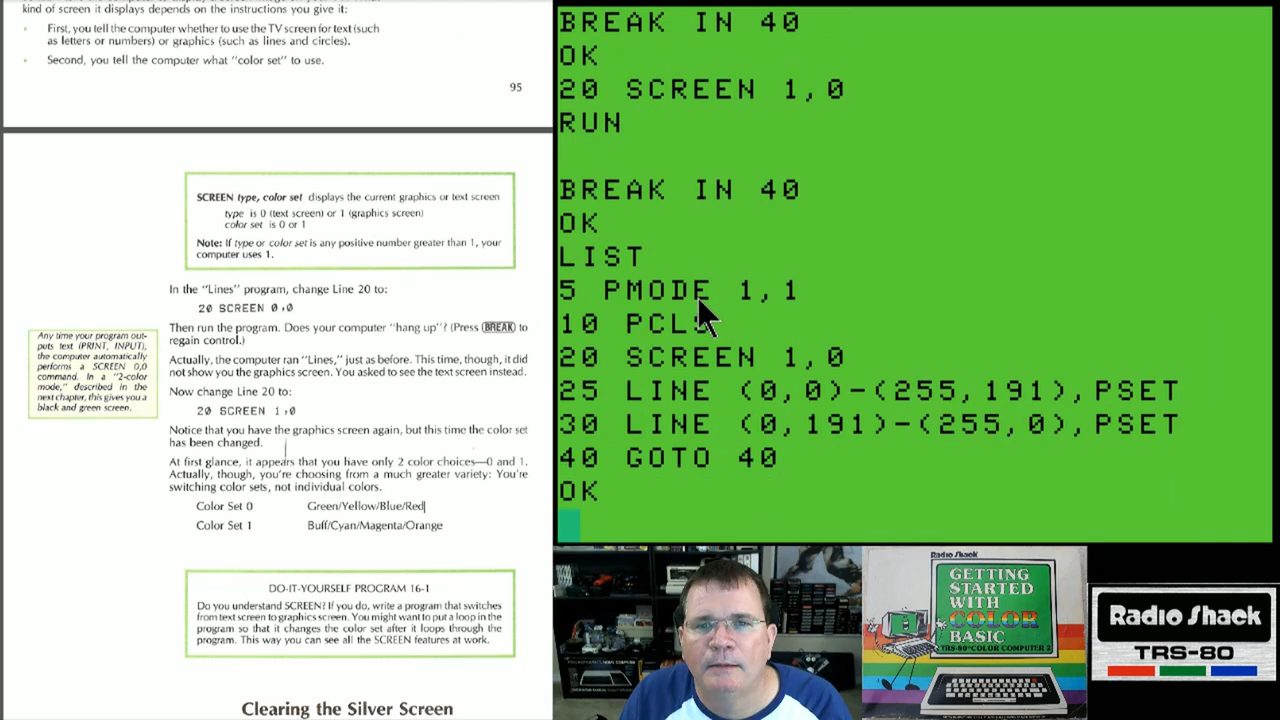 kind of screen it displays depends on the instructions you give it:
• First, you tell the computer whether to use the TV screen for text (such
as letters or numbers) or graphics (such as lines and circles).
• Second, you tell the computer what "color set" to use.
95
SCREEN type, color set displays the current graphics or text screen
type is 0 (text screen) or 1 (graphics screen)
color set is 0 or 1
Note: If type or color set is any positive number greater than 1, your
computer uses 1.
In the "Lines" program, change Line 20 to:
20 SCREEN 0,0
Then run the program. Does your computer "hang up"? (Press BREAK to
regain control.)
Any time your program out-
puts text (PRINT, INPUT),
the computer automatically
performs a SCREEN 0,0
command. In a "2-color
mode," described in the
next chapter, this gives you a
black and green screen.
Actually, the computer ran "Lines," just as before. This time, though, it did
not show you the graphics screen. You asked to see the text screen instead.
Now change Line 20 to:
20 SCREEN 1,0
Notice that you have the graphics screen again, but this time the color set
has been changed.
At first glance, it appears that you have only 2 color choices—0 and 1.
Actually, though, you're choosing from a much greater variety: You're
switching color sets, not individual colors.
Color Set 0 Green/Yellow/Blue/Red
Color Set 1 Buff/Cyan/Magenta/Orange
DO-IT-YOURSELF PROGRAM 16-1
Do you understand SCREEN? If you do, write a program that switches
from text screen to graphics screen. You might want to put a loop in the
program so that it changes the color set after it loops through the
program. This way you can see all the SCREEN features at work.
Clearing the Silver Screen
BREAK IN 40
OK
20 SCREEN 1,0
RUN
BREAK IN 40
OK
LIST
5 PMODE 1,1
10 PCLS
20 SCREEN 1,0
25 LINE (0,0)-(255,191),PSET
30 LINE (0,191)-(255,0),PSET
40 GOTO 40
OK
Radio Shack
GETTING
STARTED
WITH
COLOR
BASIC
TRS-80 COLOR COMPUTER 2
Radio Shack
TRS-80